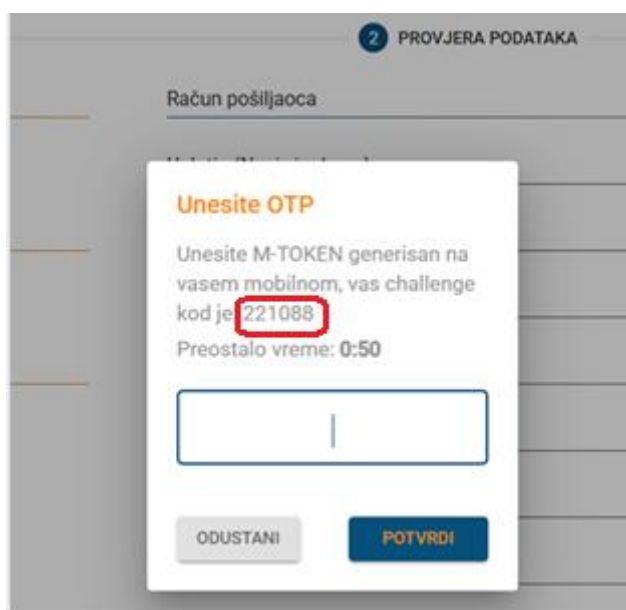 2 PROVJERA PODATAKA
Račun pošiljaoca
Unesite OTP
Unesite M-TOKEN generisan na
vasem mobilnom, vas challenge
kod je 221088
Preostalo vreme: 0:50
ODUSTANI POTVRDI